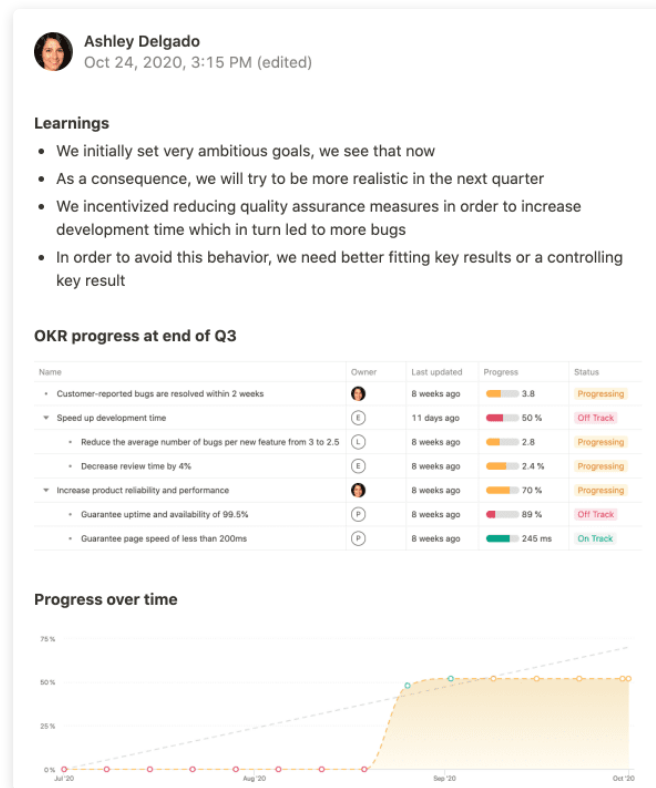 Ashley Delgado
Oct 24, 2020, 3:15 PM (edited)
Learnings
• We initially set very ambitious goals, we see that now
• As a consequence, we will try to be more realistic in the next quarter
• We incentivized reducing quality assurance measures in order to increase
development time which in turn led to more bugs
• In order to avoid this behavior, we need better fitting key results or a controlling
key result
OKR progress at end of Q3
Name Owner Last updated Progress Status
Customer-reported bugs are resolved within 2 weeks 8 weeks ago 3.8 Progressing
Speed up development time E 11 days ago 50 % Off Track
Reduce the average number of bugs per new feature from 3 to 2.5 L 8 weeks ago 2.8 Progressing
Decrease review time by 4% E 8 weeks ago 2.4 % Progressing
Increase product reliability and performance 8 weeks ago 70 % Progressing
Guarantee uptime and availability of 99.5% P 8 weeks ago 89 % Off Track
Guarantee page speed of less than 200ms P 8 weeks ago 245 ms On Track
Progress over time
75 %
50 %
25 %
0 %
Jul '20 Aug '20 Sep '20 Oct '20